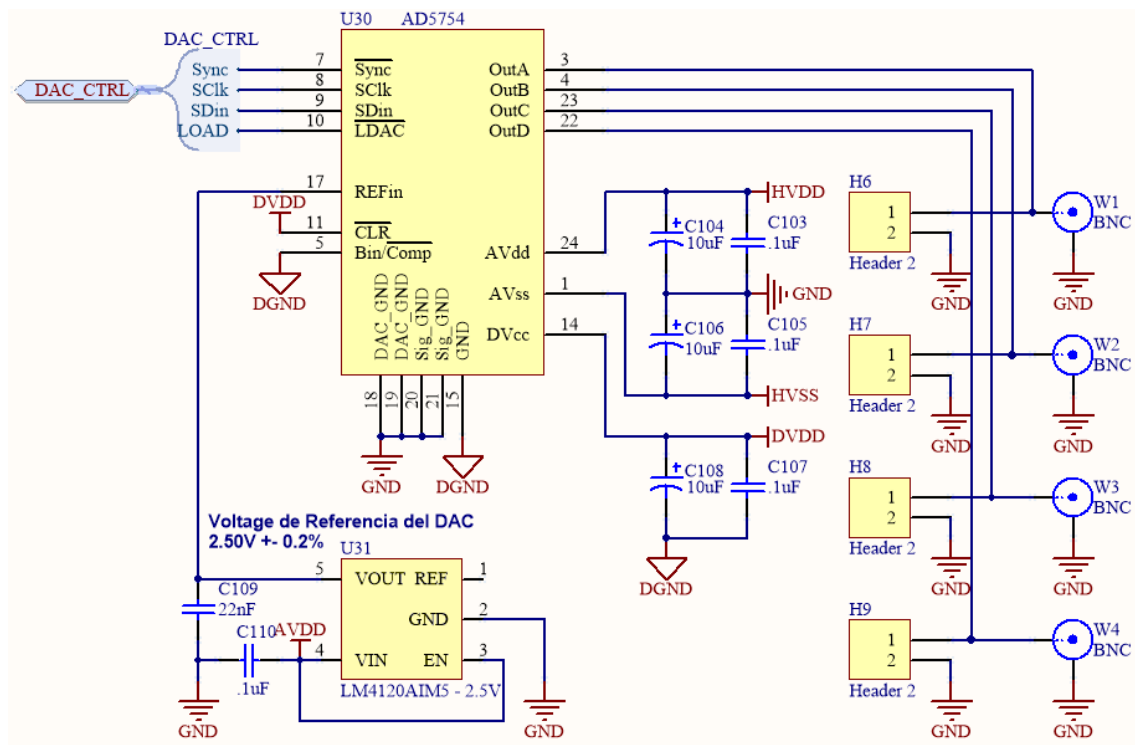 U30 AD5754
DAC_CTRL
DAC_CTRL
Sync 7 Sync OutA 3
SClk 8 SClk OutB 4
SDin 9 SDin OutC 23
LOAD 10 LDAC OutD 22
17 REFin
DVDD
11 CLR
5 Bin/Comp
DGND
AVdd 24
AVss 1
DVcc 14
DAC_GND
DAC_GND
Sig_GND
Sig_GND
GND
18
19
20
21
15
GND
DGND
HVDD
C104
10uF
C103
.1uF
GND
C106
10uF
C105
.1uF
HVSS
DVDD
C108
10uF
C107
.1uF
DGND
H6
1
2
Header 2
GND
W1
BNC
GND
H7
1
2
Header 2
GND
W2
BNC
GND
H8
1
2
Header 2
GND
W3
BNC
GND
H9
1
2
Header 2
GND
W4
BNC
GND
Voltage de Referencia del DAC
2.50V +- 0.2%
U31
5 VOUT REF 1
GND 2
4 VIN EN 3
LM4120AIM5 - 2.5V
C109
22nF
C110
.1uF
AVDD
GND
GND